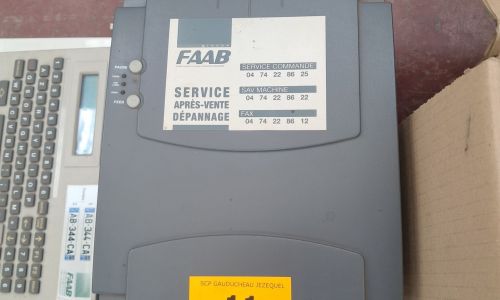 FAAB
SERVICE COMMANDE
04 74 22 86 25
SERVICE
APRÈS-VENTE
DÉPANNAGE
SAV MACHINE
04 74 22 86 22
FAX
04 74 22 86 12
PAUSE
FEED
AB 344 CA
AB 344 CA
FAAB
SCP GAUDUCHEAU JEZEQUEL
11